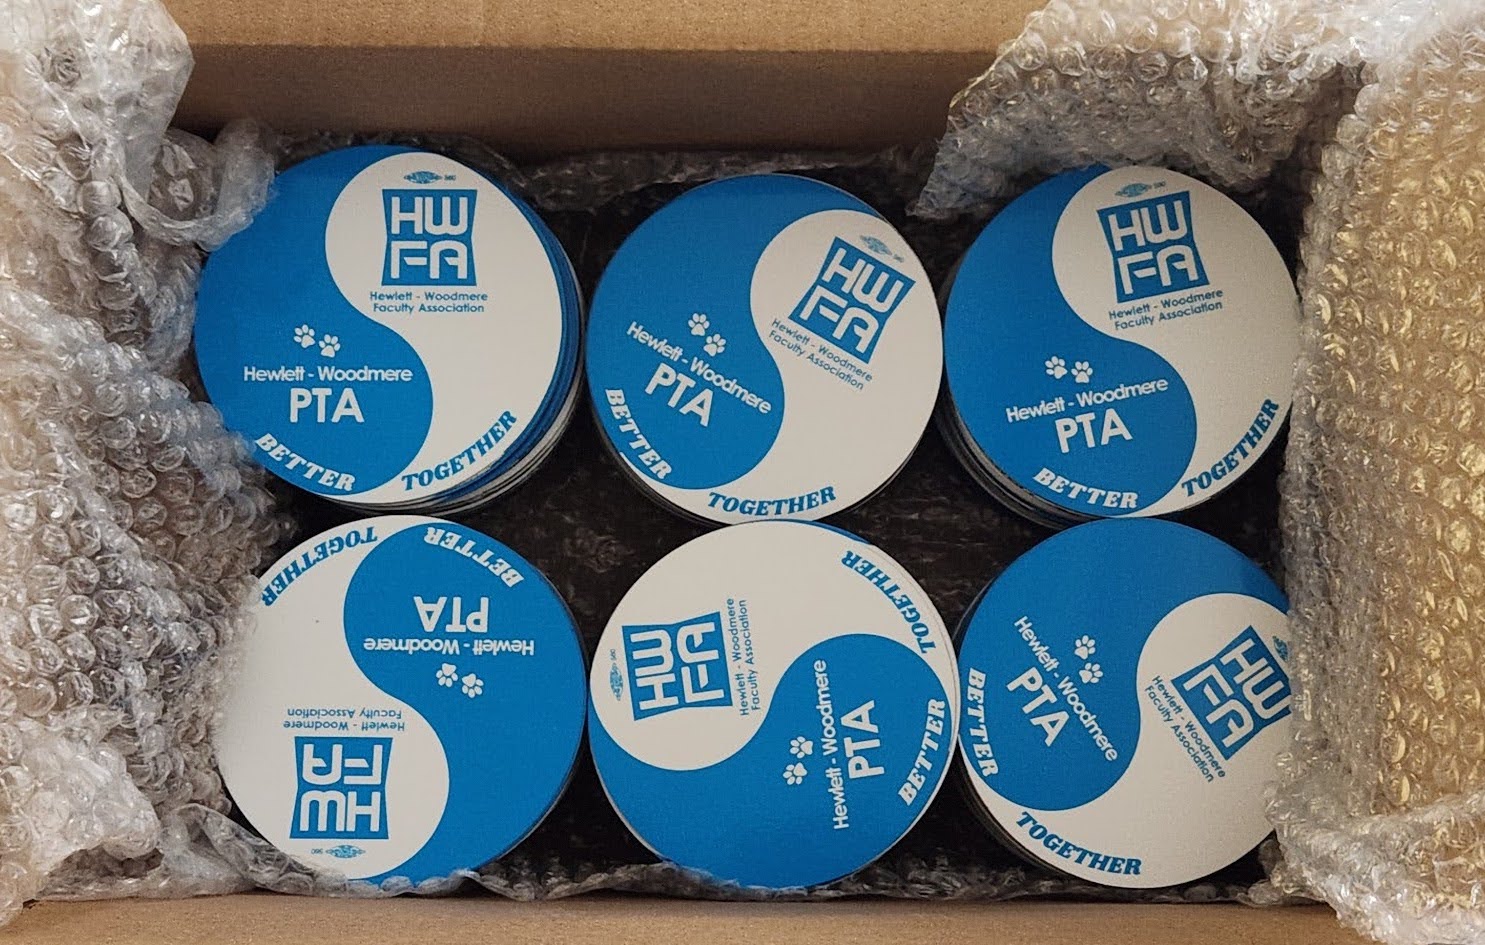 HW
FA
Hewlett - Woodmere
Faculty Association
Hewlett - Woodmere
PTA
BETTER TOGETHER
HW
FA
Hewlett - Woodmere
Faculty Association
Hewlett - Woodmere
PTA
BETTER TOGETHER
HW
FA
Hewlett - Woodmere
Faculty Association
Hewlett - Woodmere
PTA
BETTER TOGETHER
HW
FA
Hewlett - Woodmere
Faculty Association
Hewlett - Woodmere
PTA
BETTER TOGETHER
HW
FA
Hewlett - Woodmere
Faculty Association
Hewlett - Woodmere
PTA
BETTER TOGETHER
HW
FA
Hewlett - Woodmere
Faculty Association
Hewlett - Woodmere
PTA
BETTER TOGETHER